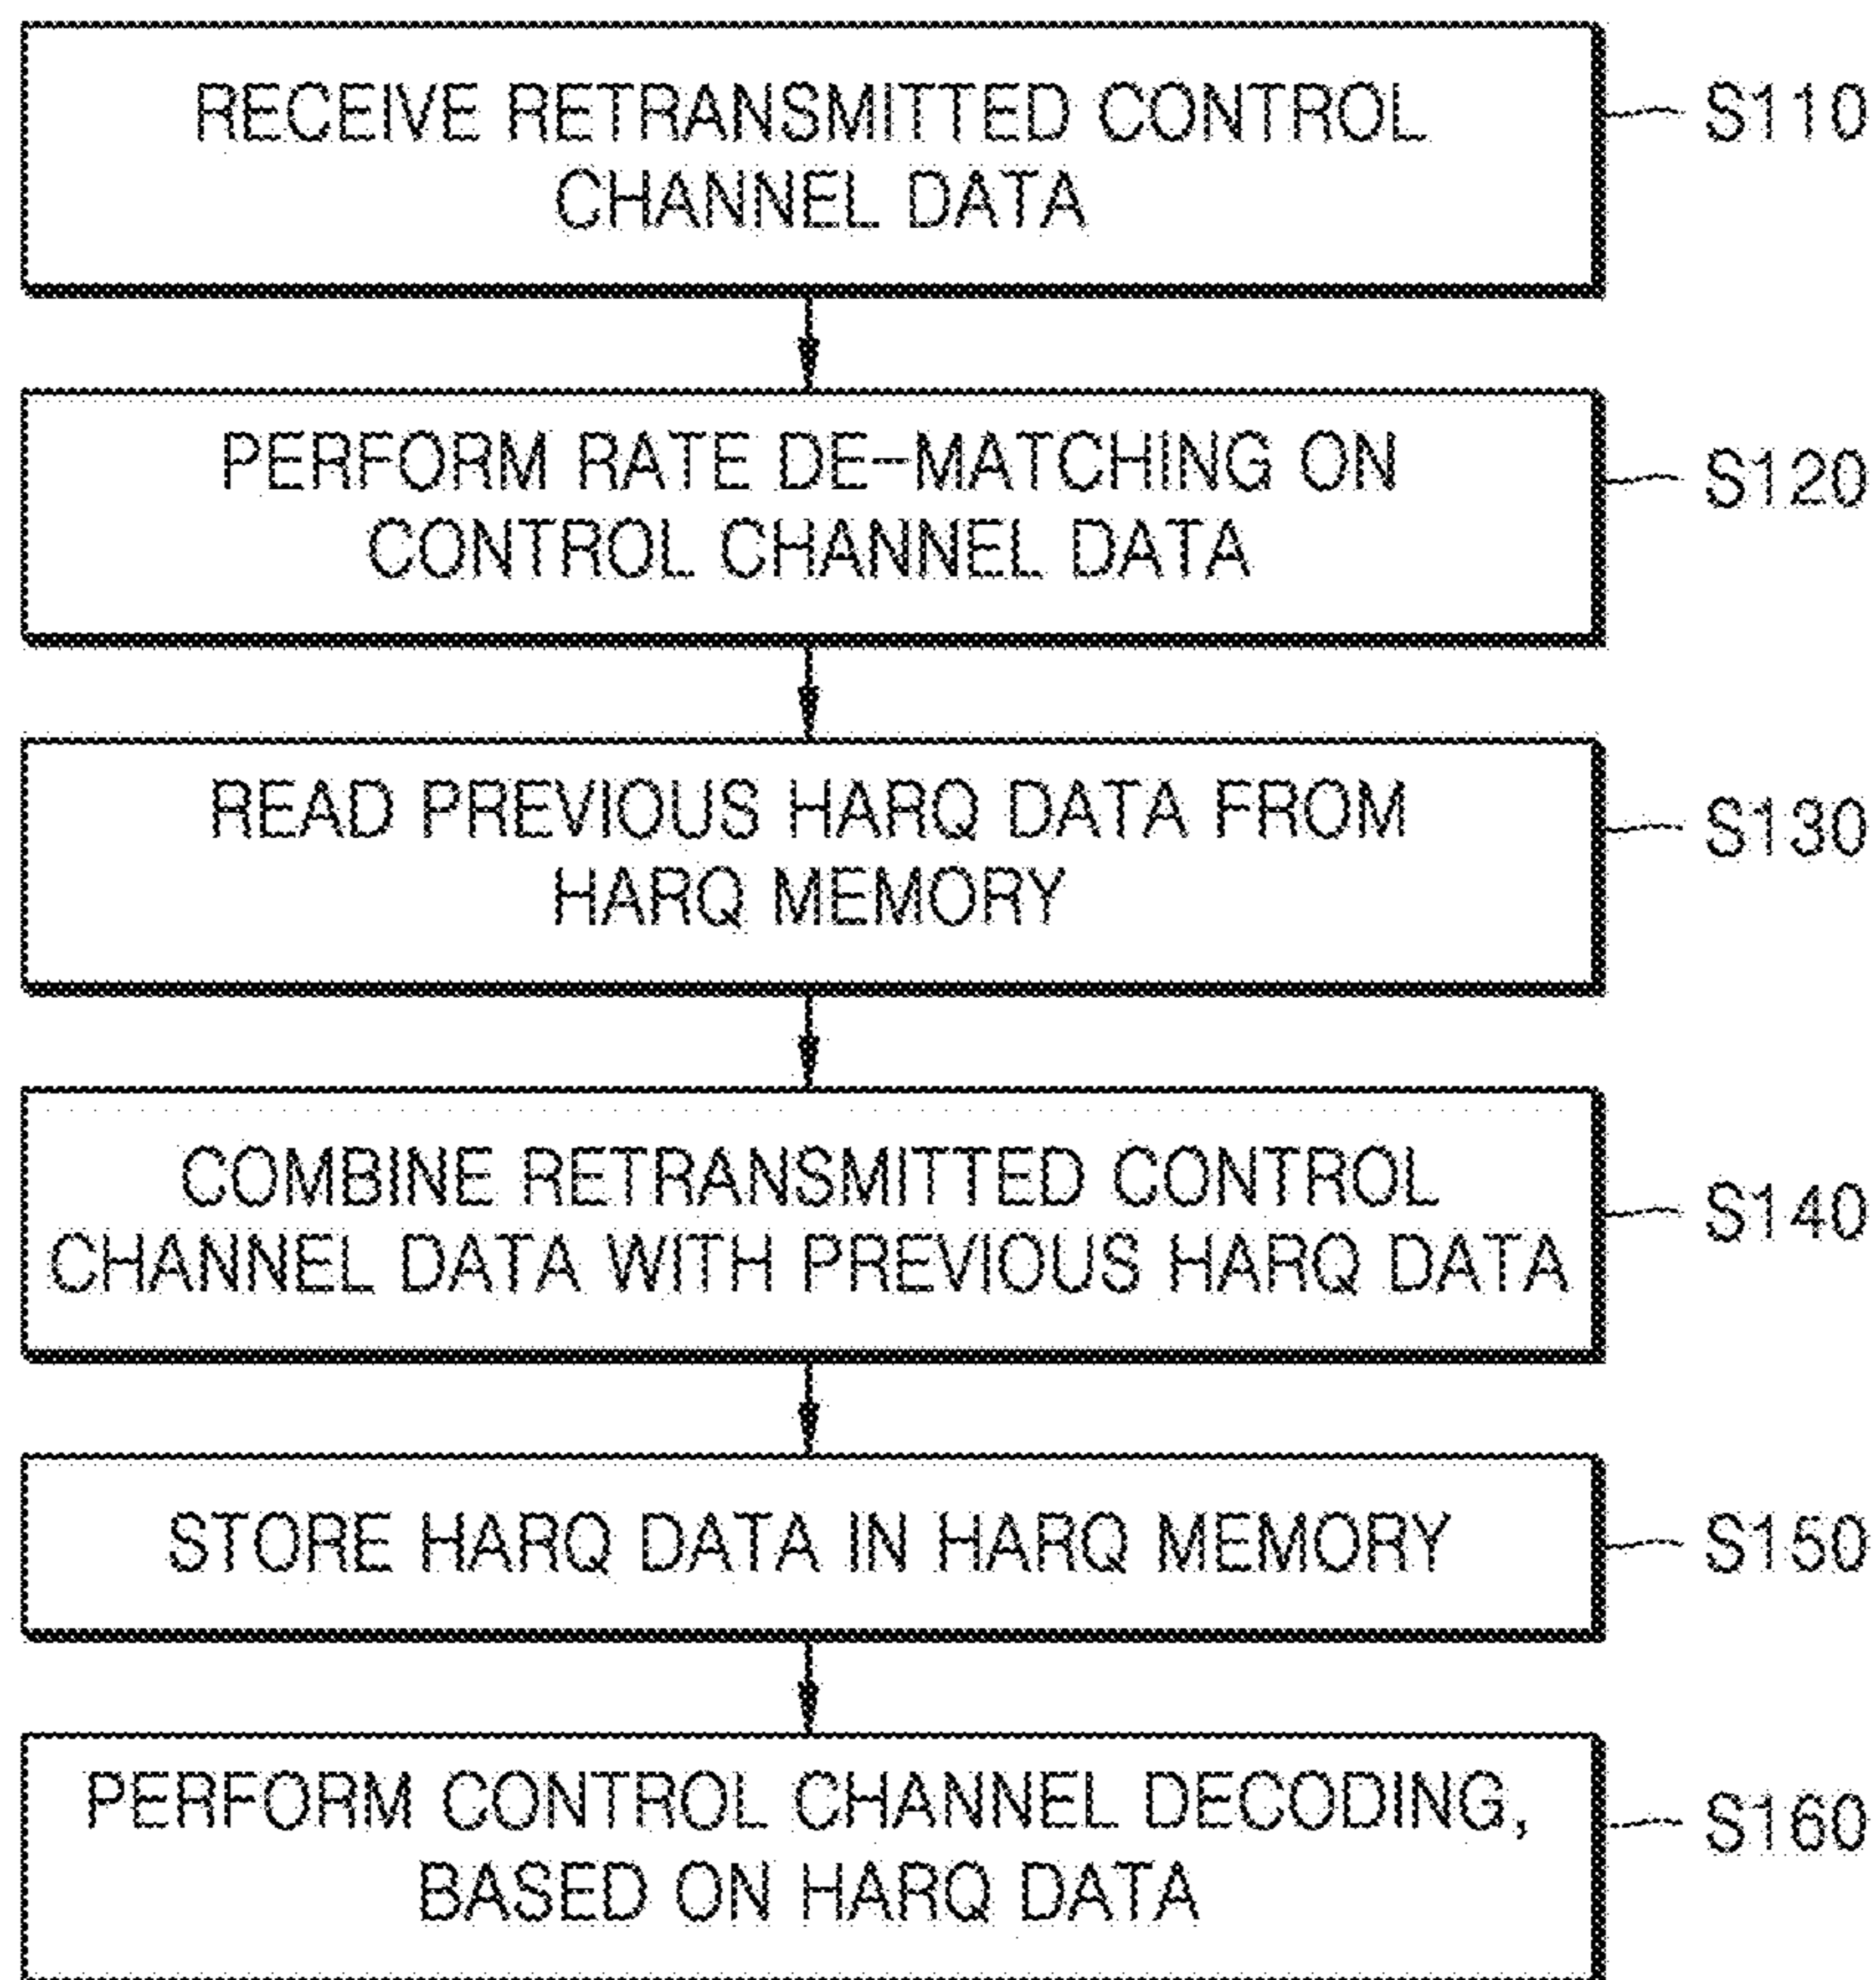 RECEIVE RETRANSMITTED CONTROL
CHANNEL DATA
S110
PERFORM RATE DE-MATCHING ON
CONTROL CHANNEL DATA
S120
READ PREVIOUS HARQ DATA FROM
HARQ MEMORY
S130
COMBINE RETRANSMITTED CONTROL
CHANNEL DATA WITH PREVIOUS HARQ DATA
S140
STORE HARQ DATA IN HARQ MEMORY
S150
PERFORM CONTROL CHANNEL DECODING,
BASED ON HARQ DATA
S160